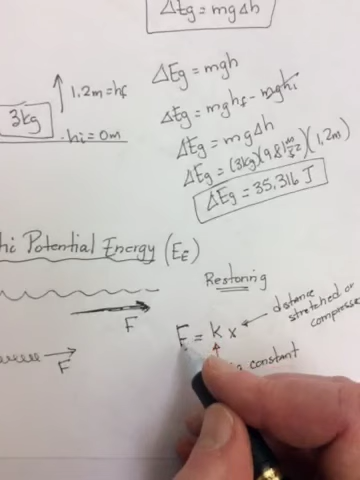 ΔEg = mgΔh
ΔEg = mgh
1.2m = hf
ΔEg = mghf - mghi
3kg
hi = 0m
ΔEg = mgΔh
ΔEg = (3kg)(9.81 m/s²)(1.2m)
ΔEg = 35.316 J
Potential Energy (EE)
Restoring
distance
stretched or
F
F = kx
F
constant